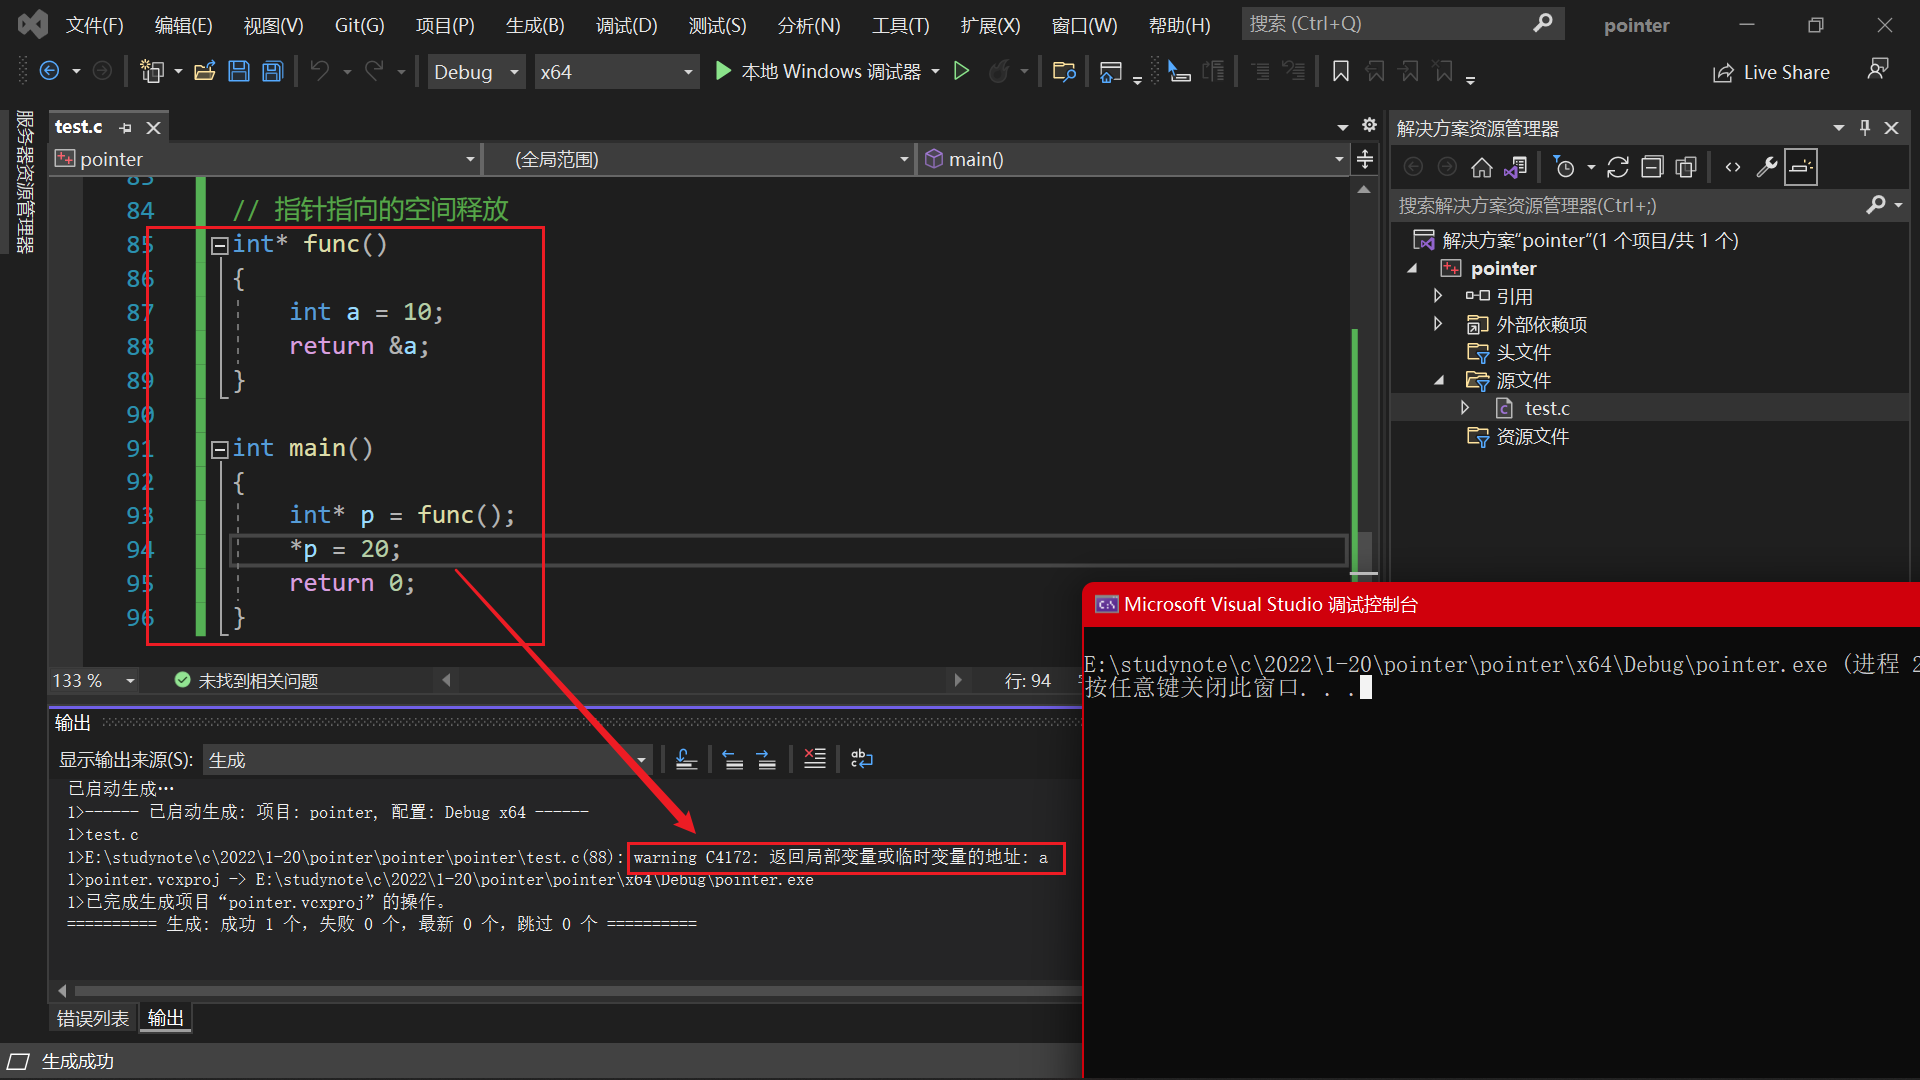 文件(F) 编辑(E) 视图(V) Git(G) 项目(P) 生成(B) 调试(D) 测试(S) 分析(N) 工具(T) 扩展(X) 窗口(W) 帮助(H) 搜索 (Ctrl+Q) pointer
Debug x64 本地 Windows 调试器 Live Share
服务器资源管理器
test.c
pointer (全局范围) main()
83
84 // 指针指向的空间释放
85 int* func()
86 {
87 int a = 10;
88 return &a;
89 }
90
91 int main()
92 {
93 int* p = func();
94 *p = 20;
95 return 0;
96 }
133 % 未找到相关问题 行: 94
解决方案资源管理器
搜索解决方案资源管理器(Ctrl+;)
解决方案“pointer”(1 个项目/共 1 个)
pointer
引用
外部依赖项
头文件
源文件
test.c
资源文件
输出
显示输出来源(S): 生成
已启动生成…
1>------ 已启动生成: 项目: pointer, 配置: Debug x64 ------
1>test.c
1>E:\studynote\c\2022\1-20\pointer\pointer\pointer\test.c(88): warning C4172: 返回局部变量或临时变量的地址: a
1>pointer.vcxproj -> E:\studynote\c\2022\1-20\pointer\pointer\x64\Debug\pointer.exe
1>已完成生成项目“pointer.vcxproj”的操作。
========== 生成: 成功 1 个，失败 0 个，最新 0 个，跳过 0 个 ==========
错误列表 输出
生成成功
Microsoft Visual Studio 调试控制台
E:\studynote\c\2022\1-20\pointer\pointer\x64\Debug\pointer.exe (进程 2
按任意键关闭此窗口. . .